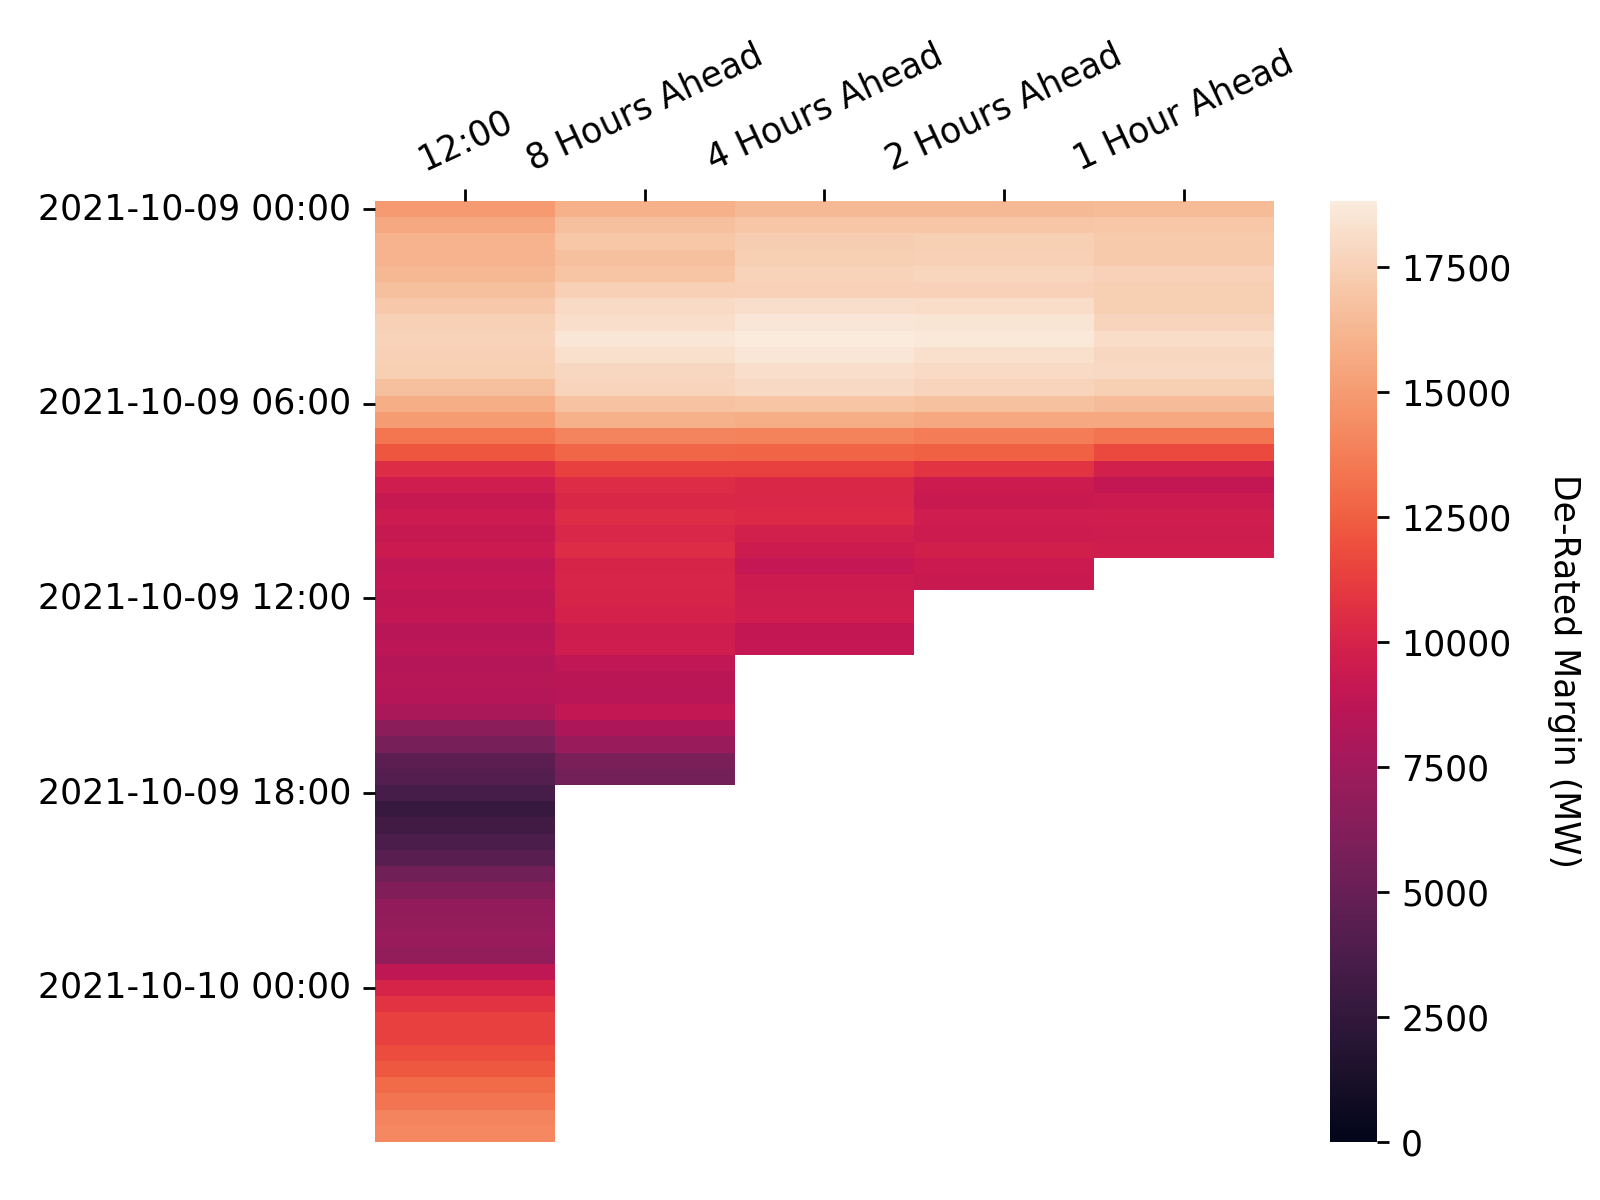 12:00
8 Hours Ahead
4 Hours Ahead
2 Hours Ahead
1 Hour Ahead
2021-10-09 00:00
2021-10-09 06:00
2021-10-09 12:00
2021-10-09 18:00
2021-10-10 00:00
17500
15000
12500
10000
7500
5000
2500
0
De-Rated Margin (MW)